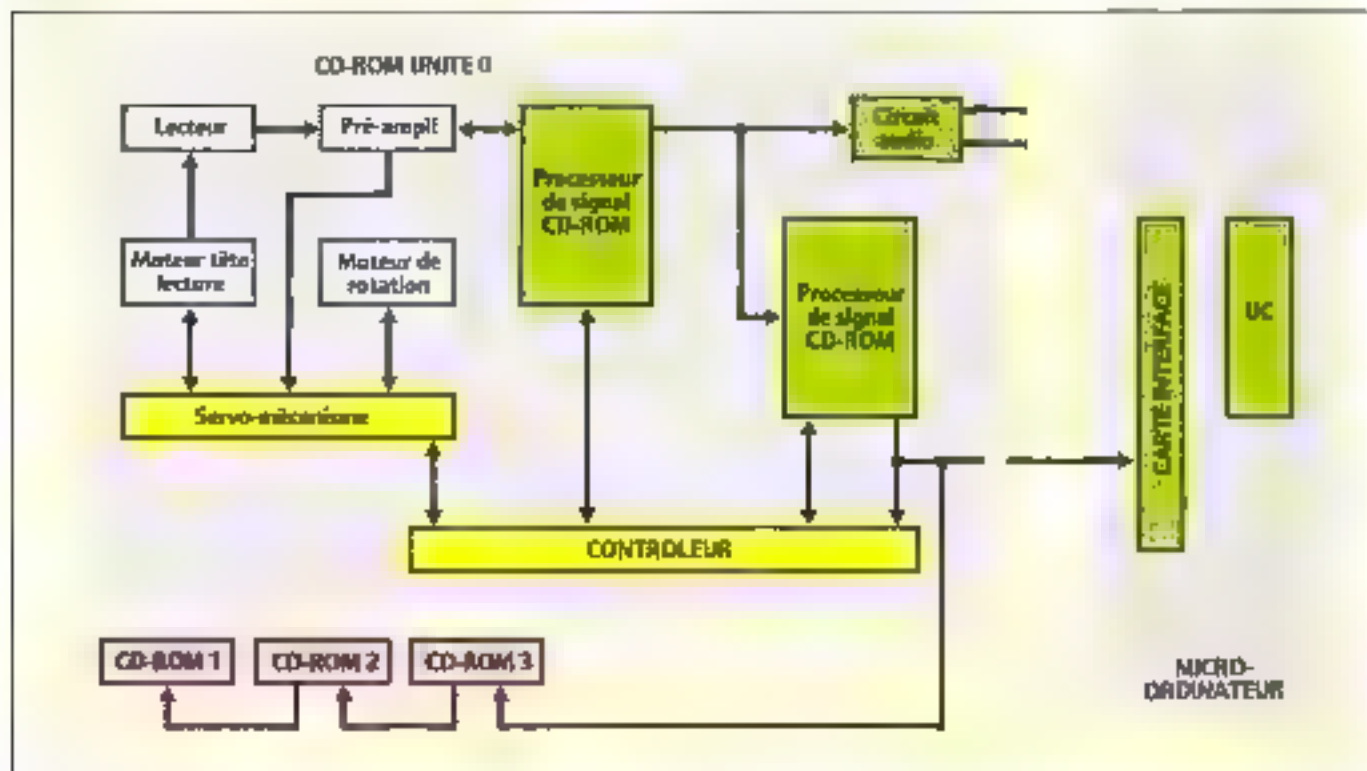 CD-ROM UNITE 0
Lecteur
Pré-ampli
Processeur
de signal
CD-ROM
Circuit
audio
Moteur tête
lecture
Moteur de
rotation
Processeur
de signal
CD-ROM
CARTE INTERFACE
UC
Servo-mécanisme
CONTROLEUR
CD-ROM 1
CD-ROM 2
CD-ROM 3
MICRO-
ORDINATEUR